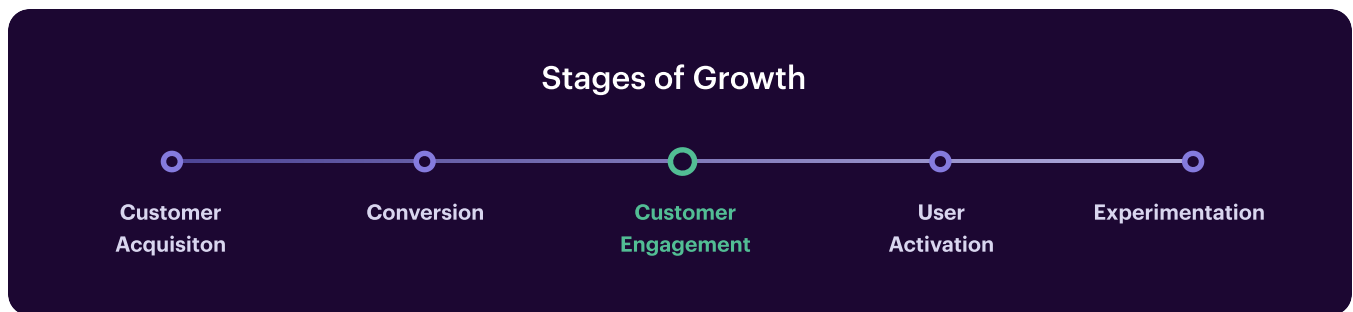 Stages of Growth
Customer
Acquisiton
Conversion
Customer
Engagement
User
Activation
Experimentation